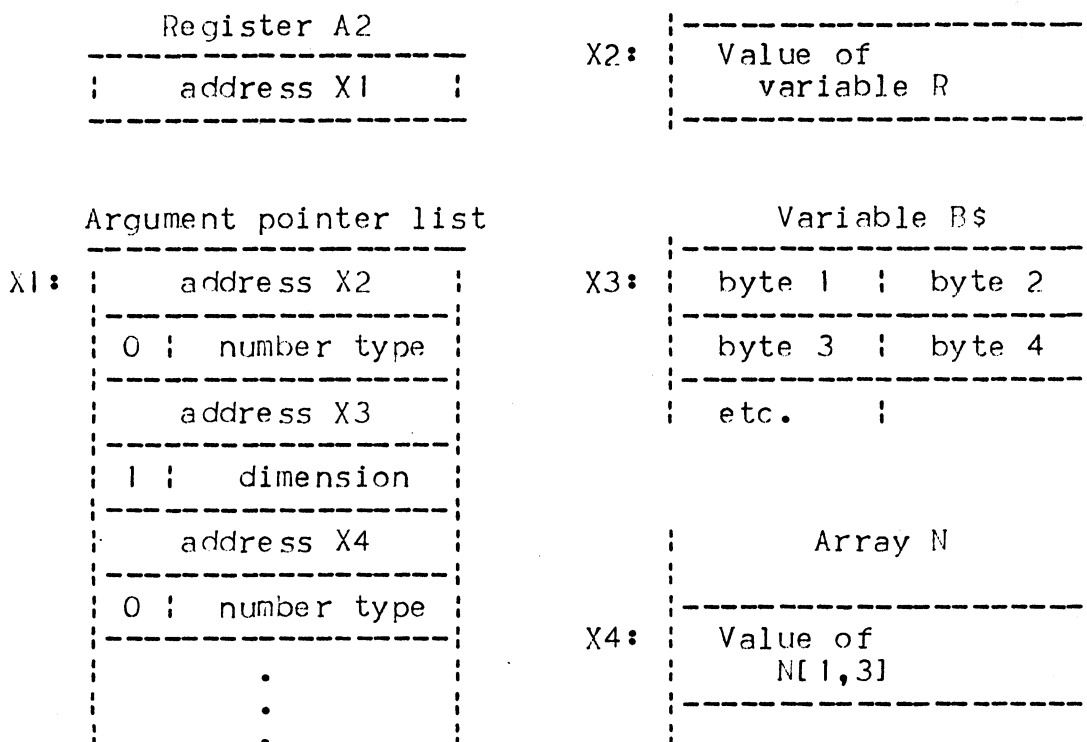 Register A2
address X1
X2: Value of
variable R
Argument pointer list
X1: address X2
0 number type
address X3
1 dimension
address X4
0 number type
.
.
.
Variable B$
X3: byte 1 byte 2
byte 3 byte 4
etc.
Array N
X4: Value of
N[1,3]